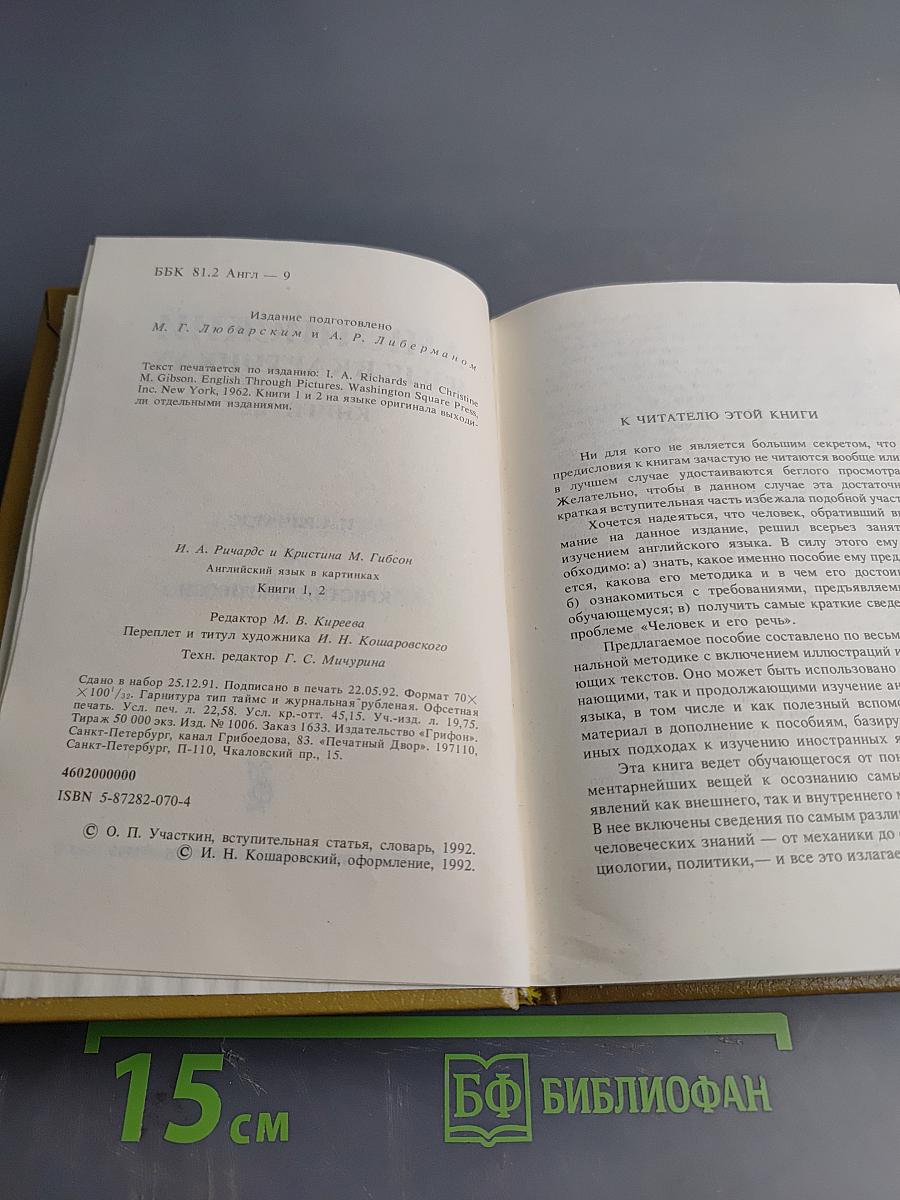 ББК 81.2 Англ — 9
Издание подготовлено
М. Г. Любарским и А. Р. Либерманом
Текст печатается по изданию: I. A. Richards and Christine
M. Gibson. English Through Pictures. Washington Square Press,
Inc. New York, 1962. Книги 1 и 2 на языке оригинала выходи-
ли отдельными изданиями.
И. А. Ричардс и Кристина М. Гибсон
Английский язык в картинках
Книги 1, 2
Редактор М. В. Киреева
Переплет и титул художника И. Н. Кошаровского
Техн. редактор Г. С. Мичурина
Сдано в набор 25.12.91. Подписано в печать 22.05.92. Формат 70×
×100¹/₃₂. Гарнитура тип таймс и журнальная рубленая. Офсетная
печать. Усл. печ. л. 22,58. Усл. кр.-отт. 45,15. Уч.-изд. л. 19,75.
Тираж 50 000 экз. Изд. № 1006. Заказ 1633. Издательство «Грифон».
Санкт-Петербург, канал Грибоедова, 83. «Печатный Двор». 197110,
Санкт-Петербург, П-110, Чкаловский пр., 15.
4602000000
ISBN 5-87282-070-4
© О. П. Участкин, вступительная статья, словарь, 1992.
© И. Н. Кошаровский, оформление, 1992.
К ЧИТАТЕЛЮ ЭТОЙ КНИГИ
Ни для кого не является большим секретом, что
предисловия к книгам зачастую не читаются вообще или
в лучшем случае удостаиваются беглого просмотра
Желательно, чтобы в данном случае эта достаточн
краткая вступительная часть избежала подобной участ
Хочется надеяться, что человек, обративший вн
мание на данное издание, решил всерьез занят
изучением английского языка. В силу этого ему
обходимо: а) знать, какое именно пособие ему пред
ется, какова его методика и в чем его достои
б) ознакомиться с требованиями, предъявляем
обучающемуся; в) получить самые краткие сведе
проблеме «Человек и его речь».
Предлагаемое пособие составлено по весьм
нальной методике с включением иллюстраций и
ющих текстов. Оно может быть использовано
нающими, так и продолжающими изучение ан
языка, в том числе и как полезный вспомо
материал в дополнение к пособиям, базиру
иных подходах к изучению иностранных я
Эта книга ведет обучающегося от пон
ментарнейших вещей к осознанию самы
явлений как внешнего, так и внутреннего м
В нее включены сведения по самым различ
человеческих знаний — от механики до
циологии, политики,— и все это излагае
15 см
БФ БИБЛИОФАН